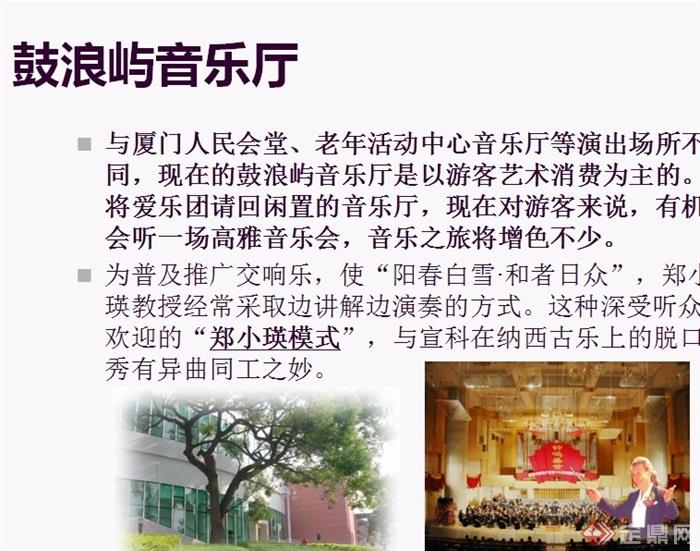 鼓浪屿音乐厅
与厦门人民会堂、老年活动中心音乐厅等演出场所不
同，现在的鼓浪屿音乐厅是以游客艺术消费为主的。
将爱乐团请回闲置的音乐厅，现在对游客来说，有机
会听一场高雅音乐会，音乐之旅将增色不少。
为普及推广交响乐，使“阳春白雪·和者日众”，郑小
瑛教授经常采取边讲解边演奏的方式。这种深受听众
欢迎的“郑小瑛模式”，与宣科在纳西古乐上的脱口
秀有异曲同工之妙。
定鼎网